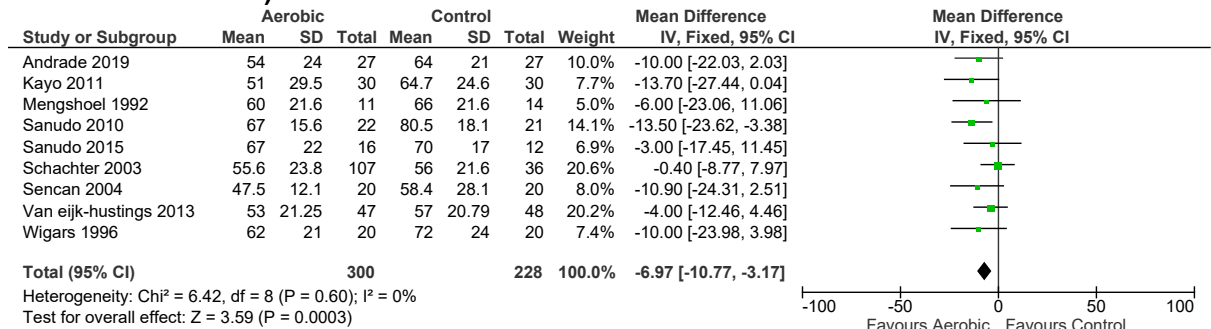 Aerobic Control Mean Difference Mean Difference
Study or Subgroup Mean SD Total Mean SD Total Weight IV, Fixed, 95% CI IV, Fixed, 95% CI
Andrade 2019 54 24 27 64 21 27 10.0% -10.00 [-22.03, 2.03]
Kayo 2011 51 29.5 30 64.7 24.6 30 7.7% -13.70 [-27.44, 0.04]
Mengshoel 1992 60 21.6 11 66 21.6 14 5.0% -6.00 [-23.06, 11.06]
Sanudo 2010 67 15.6 22 80.5 18.1 21 14.1% -13.50 [-23.62, -3.38]
Sanudo 2015 67 22 16 70 17 12 6.9% -3.00 [-17.45, 11.45]
Schachter 2003 55.6 23.8 107 56 21.6 36 20.6% -0.40 [-8.77, 7.97]
Sencan 2004 47.5 12.1 20 58.4 28.1 20 8.0% -10.90 [-24.31, 2.51]
Van eijk-hustings 2013 53 21.25 47 57 20.79 48 20.2% -4.00 [-12.46, 4.46]
Wigars 1996 62 21 20 72 24 20 7.4% -10.00 [-23.98, 3.98]
Total (95% CI) 300 228 100.0% -6.97 [-10.77, -3.17]
Heterogeneity: Chi² = 6.42, df = 8 (P = 0.60); I² = 0%
Test for overall effect: Z = 3.59 (P = 0.0003)
-100 -50 0 50 100
Favours Aerobic Favours Control